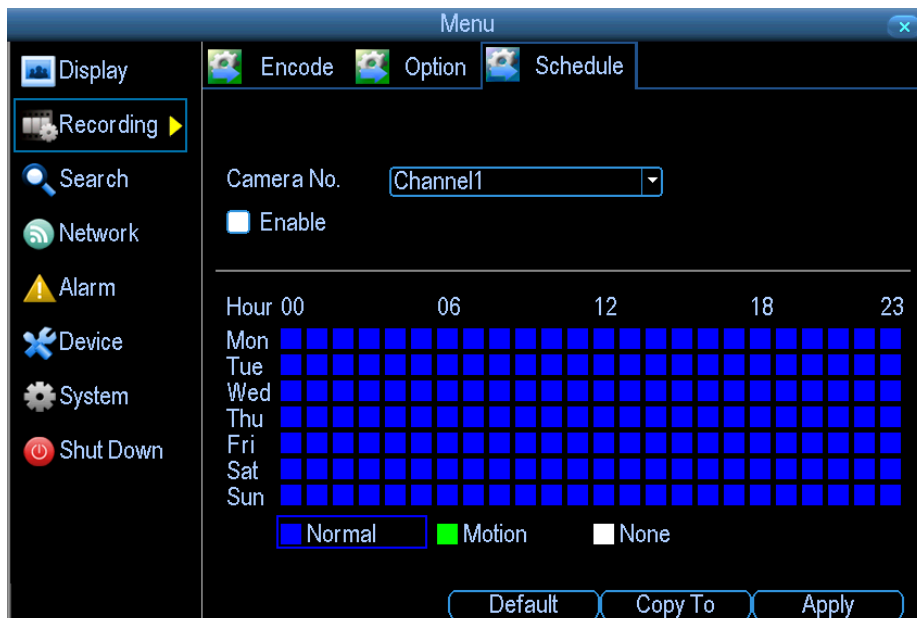 Menu
Display
Recording
Search
Network
Alarm
Device
System
Shut Down
Encode Option Schedule
Camera No. Channel1
Enable
Hour 00 06 12 18 23
Mon
Tue
Wed
Thu
Fri
Sat
Sun
Normal Motion None
Default Copy To Apply